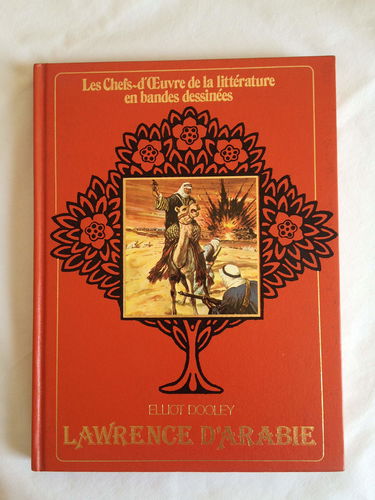 Les Chefs-d'Œuvre de la littérature
en bandes dessinées
ELLIOT DOOLEY
LAWRENCE D'ARABIE